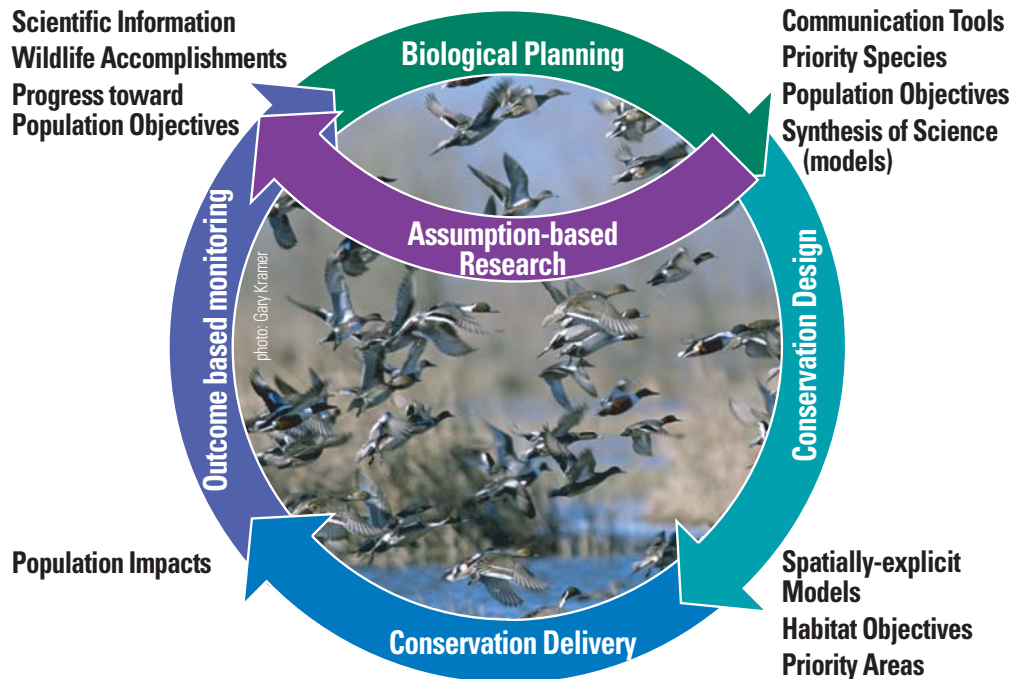 Scientific Information
Wildlife Accomplishments
Progress toward
Population Objectives
Biological Planning
Communication Tools
Priority Species
Population Objectives
Synthesis of Science
(models)
Assumption-based
Research
Outcome based monitoring
photo: Gary Kramer
Conservation Design
Population Impacts
Conservation Delivery
Spatially-explicit
Models
Habitat Objectives
Priority Areas